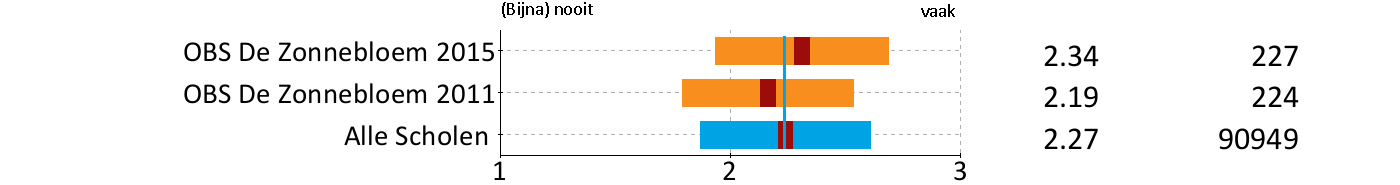 (Bijna) nooit vaak
OBS De Zonnebloem 2015 2.34 227
OBS De Zonnebloem 2011 2.19 224
Alle Scholen 2.27 90949
1 2 3